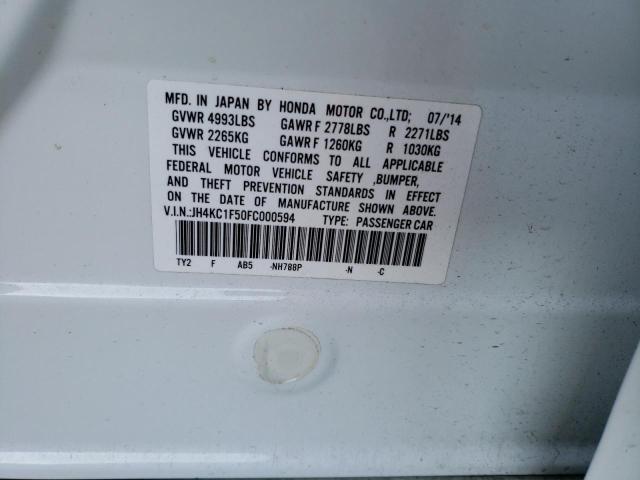 MFD. IN JAPAN BY HONDA MOTOR CO.,LTD; 07/'14
GVWR 4993LBS GAWR F 2778LBS R 2271LBS
GVWR 2265KG GAWR F 1260KG R 1030KG
THIS VEHICLE CONFORMS TO ALL APPLICABLE
FEDERAL MOTOR VEHICLE SAFETY ,BUMPER,
AND THEFT PREVENTION STANDARDS IN EFFECT
ON THE DATE OF MANUFACTURE SHOWN ABOVE.
V.I.N.:JH4KC1F50FC000594 TYPE: PASSENGER CAR
TY2 F AB5 -NH788P -N -C